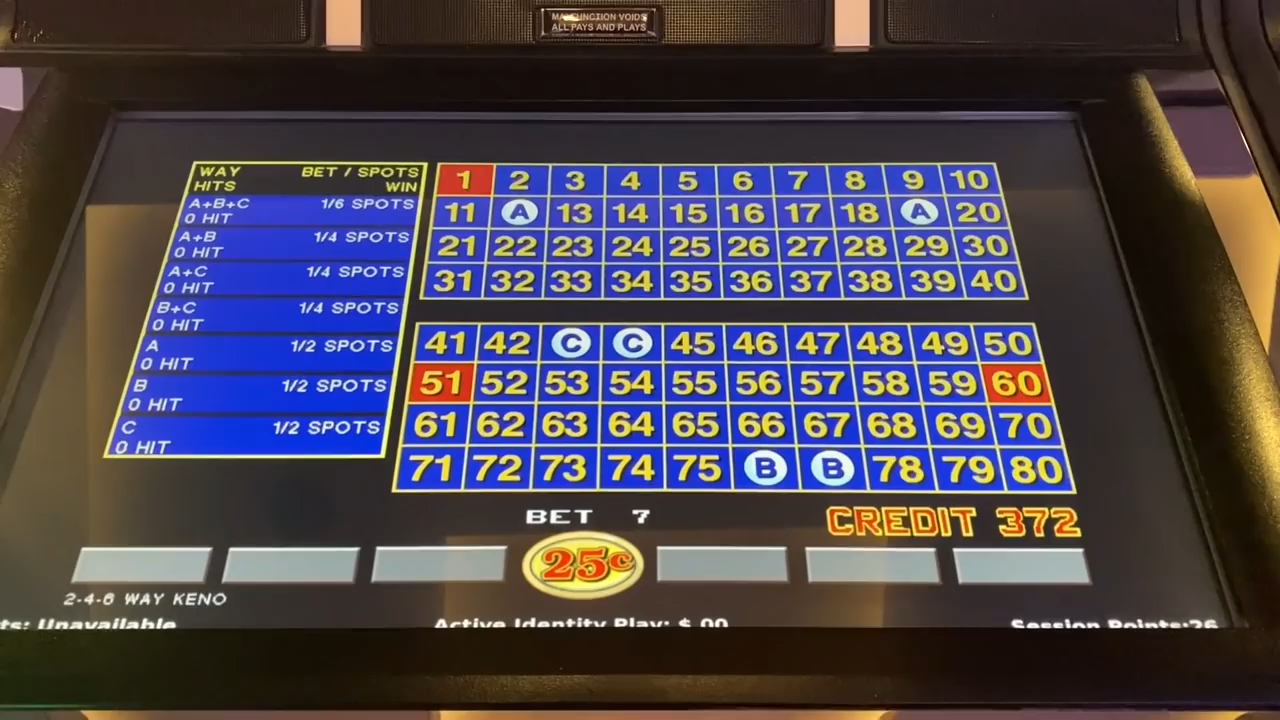 MALFUNCTION VOIDS
ALL PAYS AND PLAYS
WAY BET / SPOTS
HITS WIN
A+B+C 1/6 SPOTS
0 HIT
A+B 1/4 SPOTS
0 HIT
A+C 1/4 SPOTS
0 HIT
B+C 1/4 SPOTS
0 HIT
A 1/2 SPOTS
0 HIT
B 1/2 SPOTS
0 HIT
C 1/2 SPOTS
0 HIT
1 2 3 4 5 6 7 8 9 10
11 A 13 14 15 16 17 18 A 20
21 22 23 24 25 26 27 28 29 30
31 32 33 34 35 36 37 38 39 40
41 42 C C 45 46 47 48 49 50
51 52 53 54 55 56 57 58 59 60
61 62 63 64 65 66 67 68 69 70
71 72 73 74 75 B B 78 79 80
BET 7 CREDIT 372
25¢
2-4-6 WAY KENO
ts: Unavailable Active Identity Play: $.00 Session Points:26